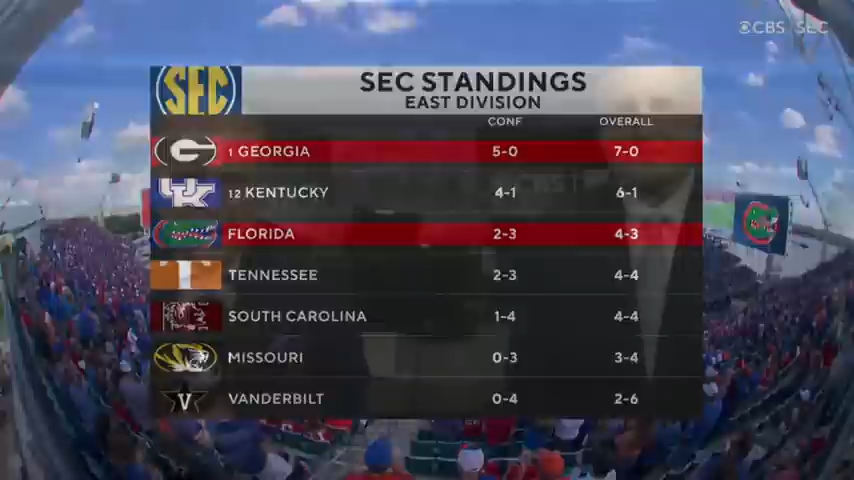 CBS SEC
SEC
SEC STANDINGS
EAST DIVISION
CONF OVERALL
G 1 GEORGIA 5-0 7-0
UK 12 KENTUCKY 4-1 6-1
FLORIDA 2-3 4-3
T TENNESSEE 2-3 4-4
SOUTH CAROLINA 1-4 4-4
MISSOURI 0-3 3-4
V VANDERBILT 0-4 2-6